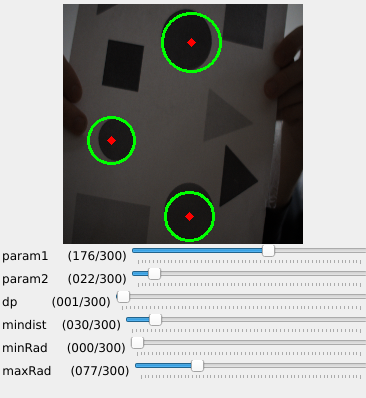 param1 (176/300)
param2 (022/300)
dp (001/300)
mindist (030/300)
minRad (000/300)
maxRad (077/300)